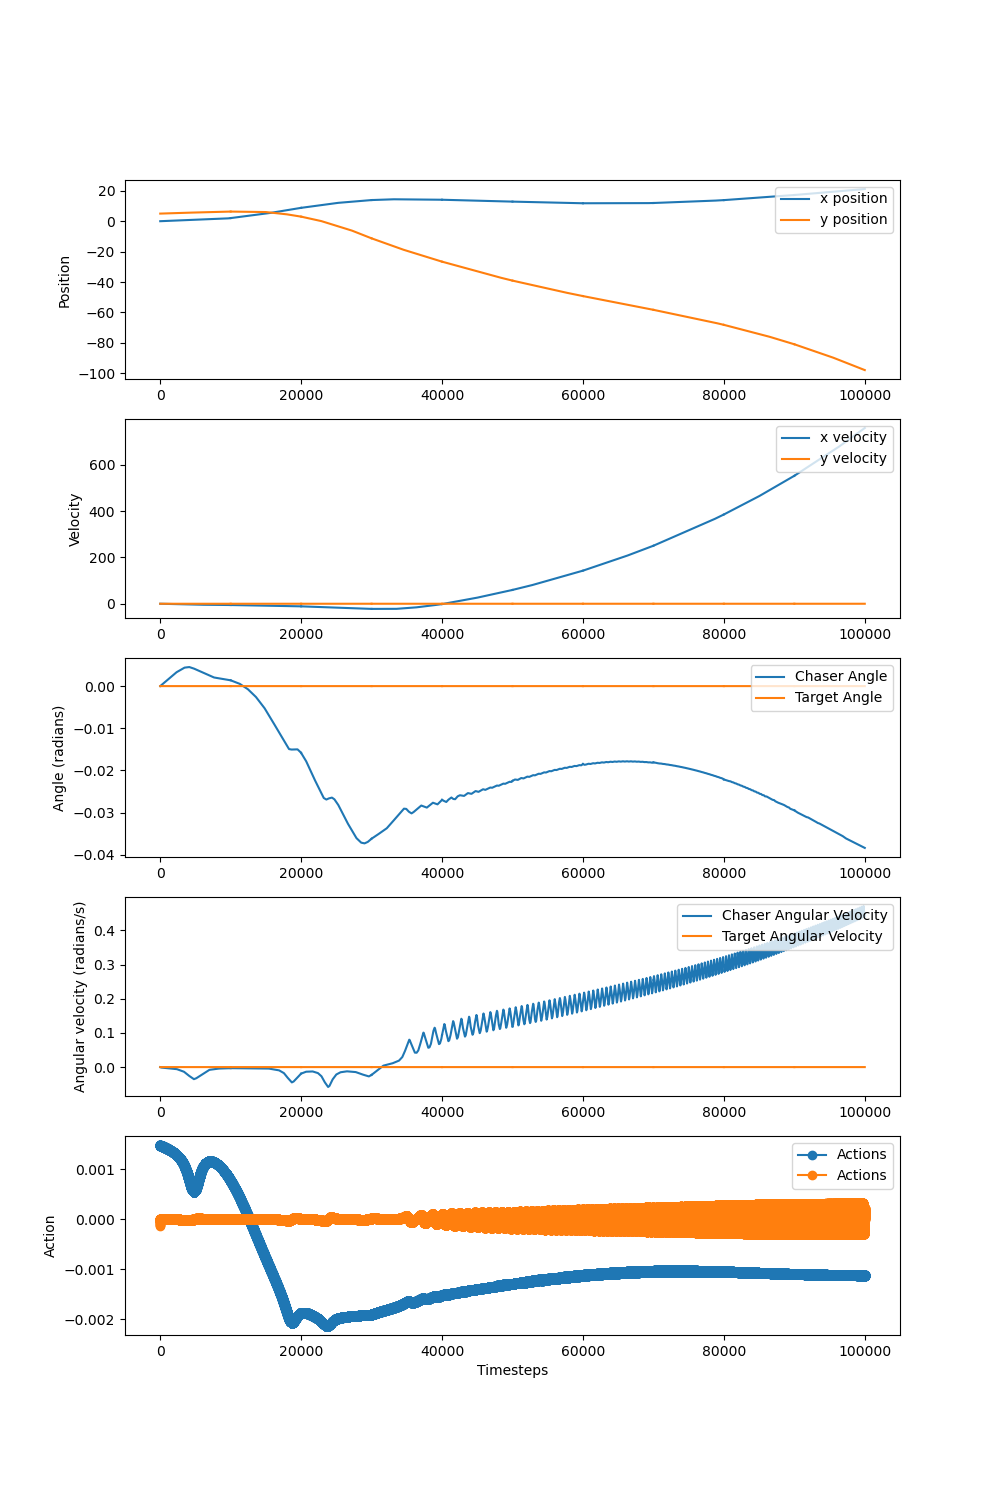 20
0
−20
−40
−60
−80
−100
Position
x position
y position
0 20000 40000 60000 80000 100000
600
400
200
0
Velocity
x velocity
y velocity
0 20000 40000 60000 80000 100000
0.00
−0.01
−0.02
−0.03
−0.04
Angle (radians)
Chaser Angle
Target Angle
0 20000 40000 60000 80000 100000
0.4
0.3
0.2
0.1
0.0
Angular velocity (radians/s)
Chaser Angular Velocity
Target Angular Velocity
0 20000 40000 60000 80000 100000
0.001
0.000
−0.001
−0.002
Action
Actions
Actions
0 20000 40000 60000 80000 100000
Timesteps